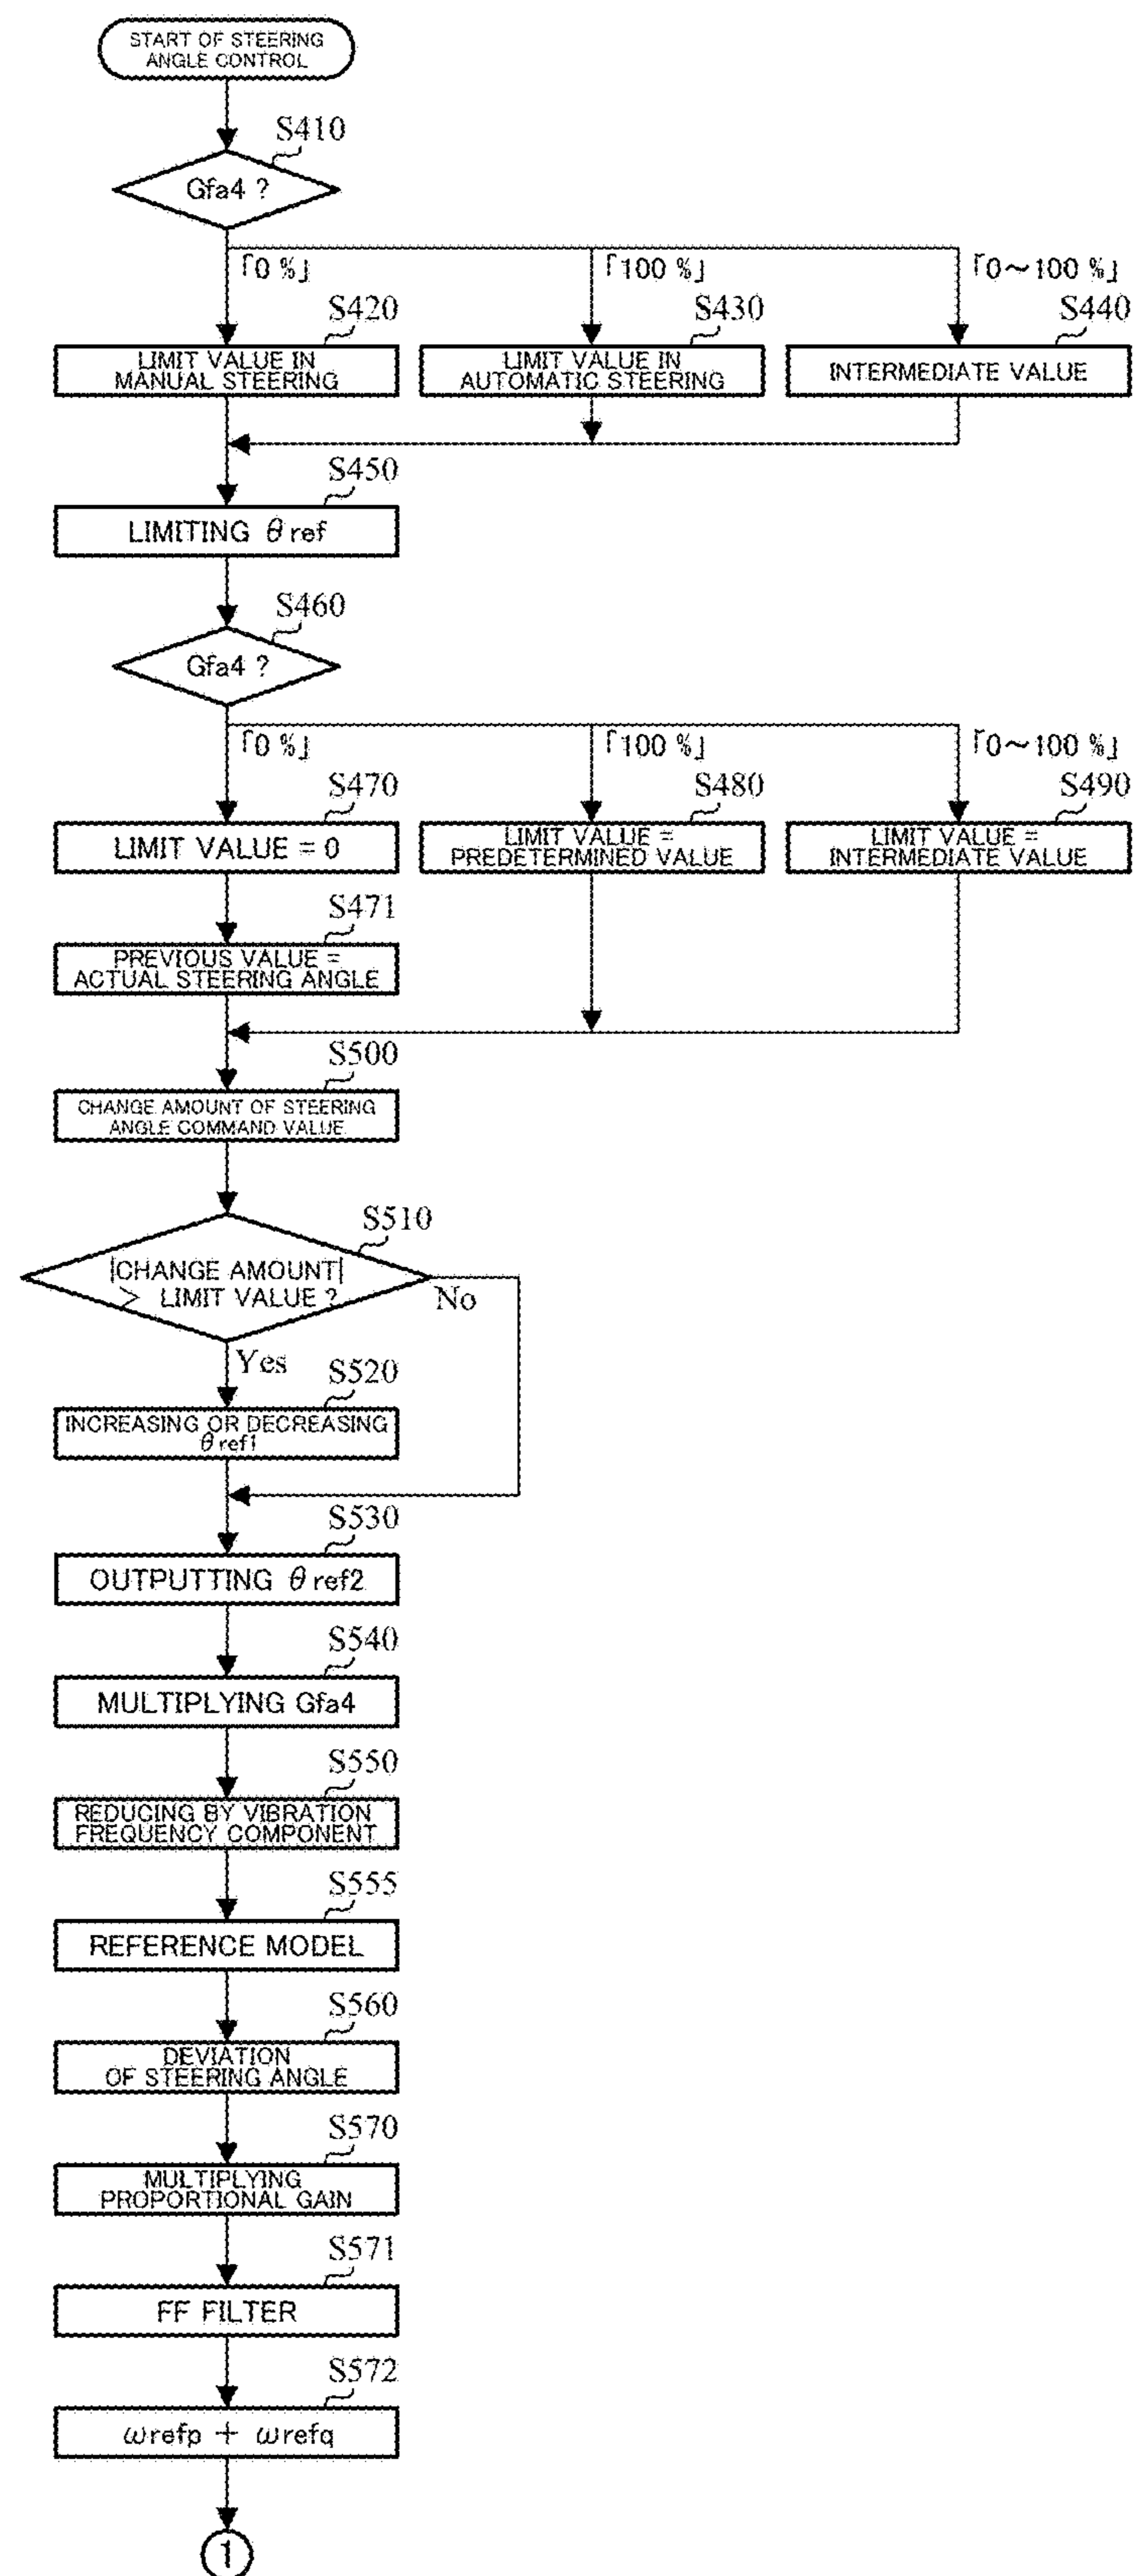 START OF STEERING
ANGLE CONTROL
S410
Gfa4 ?
「0 %」
「100 %」
「0~100 %」
S420
S430
S440
LIMIT VALUE IN
MANUAL STEERING
LIMIT VALUE IN
AUTOMATIC STEERING
INTERMEDIATE VALUE
S450
LIMITING θref
S460
Gfa4 ?
「0 %」
「100 %」
「0~100 %」
S470
S480
S490
LIMIT VALUE = 0
LIMIT VALUE =
PREDETERMINED VALUE
LIMIT VALUE =
INTERMEDIATE VALUE
S471
PREVIOUS VALUE =
ACTUAL STEERING ANGLE
S500
CHANGE AMOUNT OF STEERING
ANGLE COMMAND VALUE
S510
|CHANGE AMOUNT|
> LIMIT VALUE ?
No
Yes
S520
INCREASING OR DECREASING
θref1
S530
OUTPUTTING θref2
S540
MULTIPLYING Gfa4
S550
REDUCING BY VIBRATION
FREQUENCY COMPONENT
S555
REFERENCE MODEL
S560
DEVIATION
OF STEERING ANGLE
S570
MULTIPLYING
PROPORTIONAL GAIN
S571
FF FILTER
S572
ωrefp + ωrefq
1